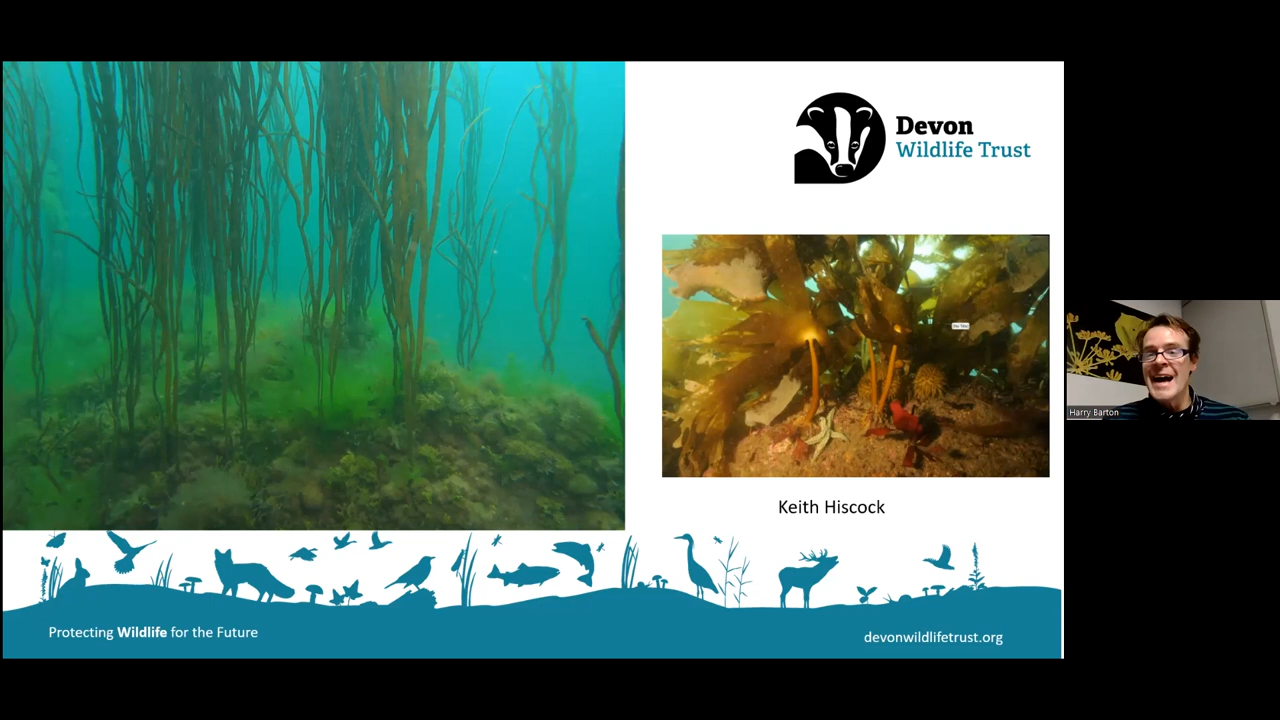 Devon
Wildlife Trust
Keith Hiscock
Harry Barton
Protecting Wildlife for the Future
devonwildlifetrust.org